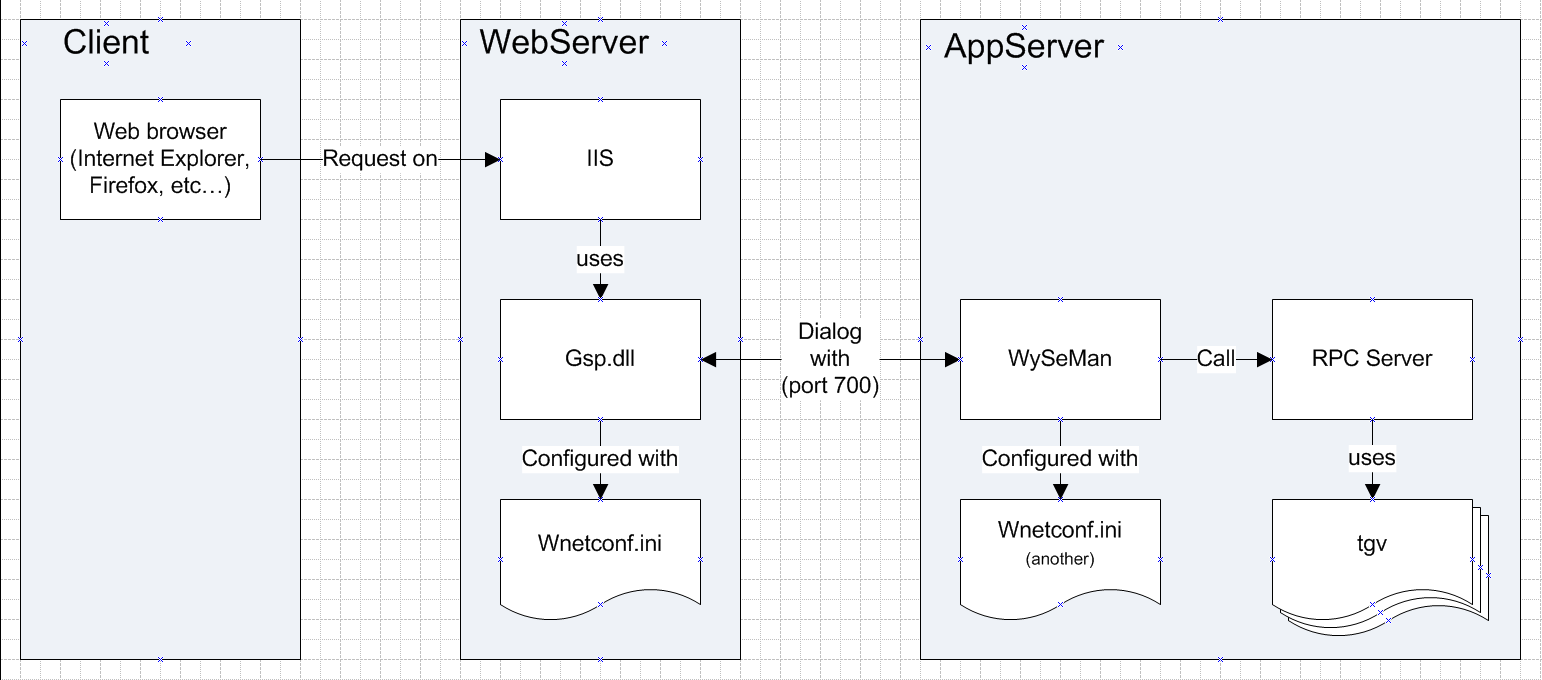 Client
WebServer
AppServer
Web browser
(Internet Explorer,
Firefox, etc…)
Request on
IIS
uses
Gsp.dll
Dialog
with
(port 700)
WySeMan
Call
RPC Server
Configured with
Configured with
uses
Wnetconf.ini
Wnetconf.ini
(another)
tgv